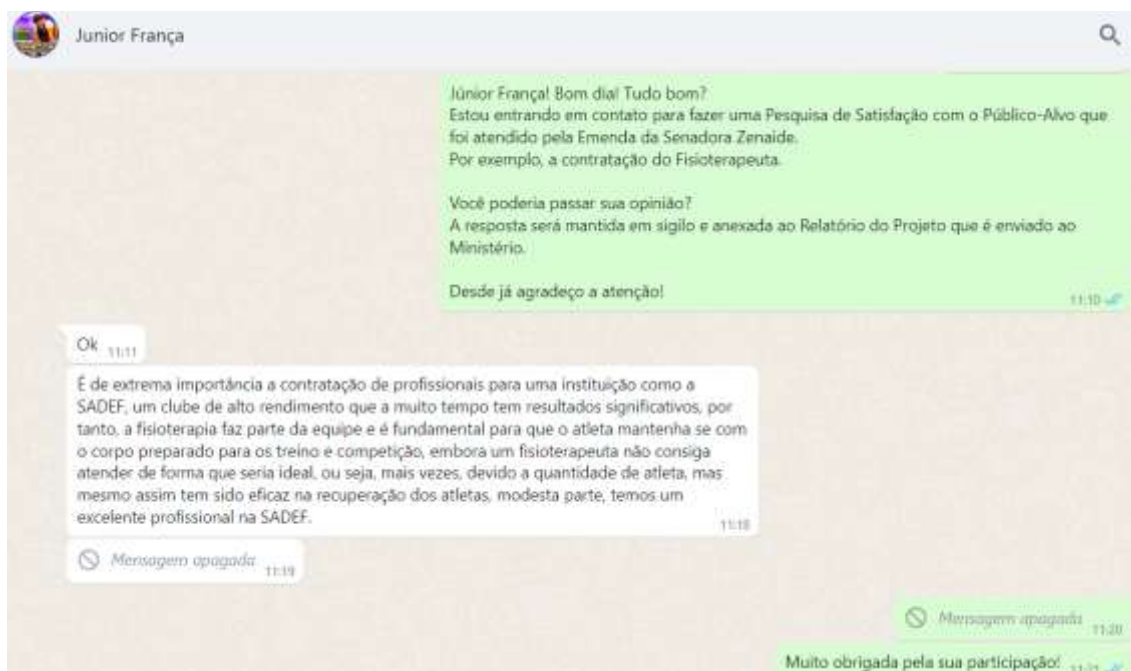 Junior França
Júnior França! Bom dia! Tudo bom?
Estou entrando em contato para fazer uma Pesquisa de Satisfação com o Público-Alvo que
foi atendido pela Emenda da Senadora Zenaide.
Por exemplo, a contratação do Fisioterapeuta.
Você poderia passar sua opinião?
A resposta será mantida em sigilo e anexada ao Relatório do Projeto que é enviado ao
Ministério.
Desde já agradeço a atenção!
11:10
Ok 11:11
É de extrema importância a contratação de profissionais para uma instituição como a
SADEF, um clube de alto rendimento que a muito tempo tem resultados significativos, por
tanto, a fisioterapia faz parte da equipe e é fundamental para que o atleta mantenha se com
o corpo preparado para os treino e competição, embora um fisioterapeuta não consiga
atender de forma que seria ideal, ou seja, mais vezes, devido a quantidade de atleta, mas
mesmo assim tem sido eficaz na recuperação dos atletas, modesta parte, temos um
excelente profissional na SADEF.
11:18
Mensagem apagada 11:19
Mensagem apagada 11:20
Muito obrigada pela sua participação! 11:21